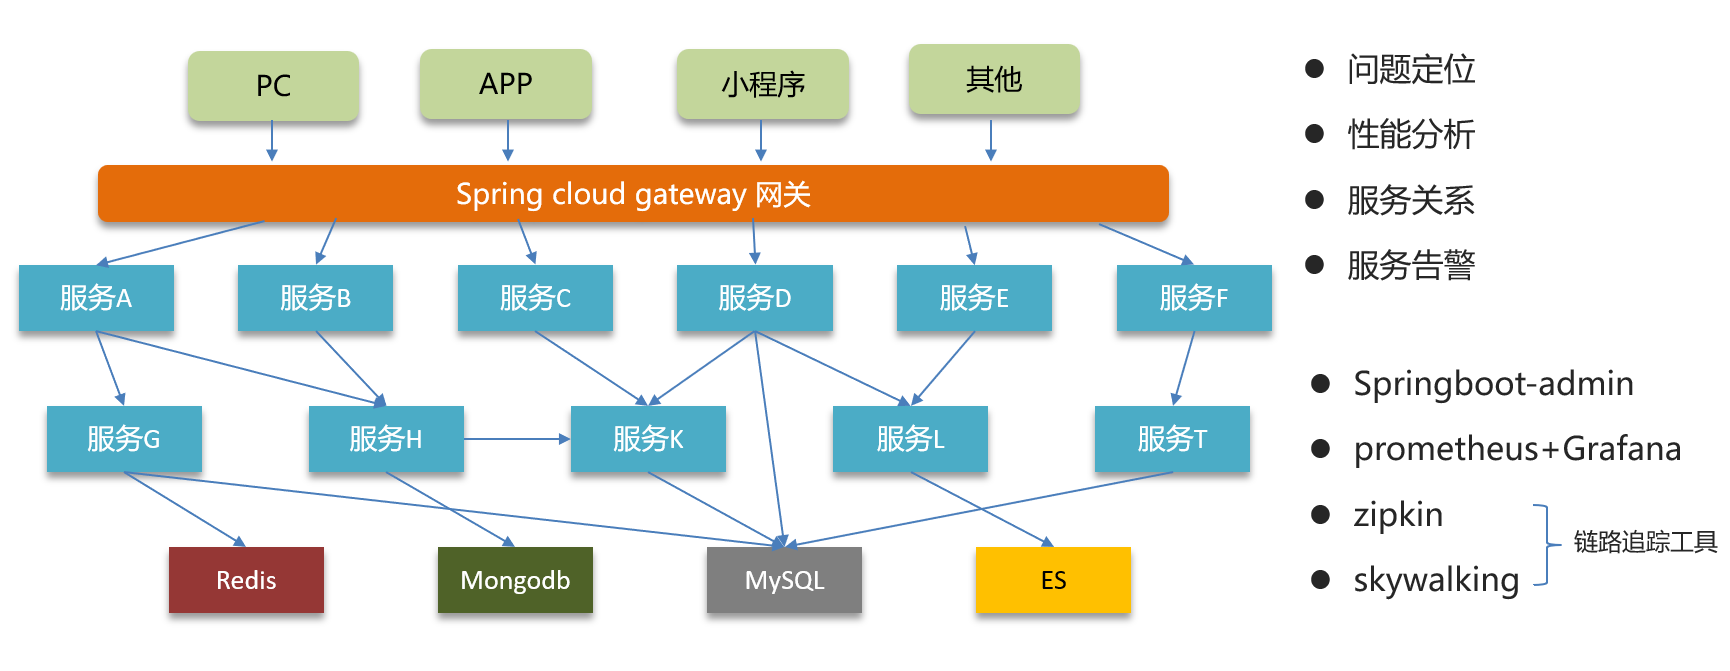 PC
APP
小程序
其他
Spring cloud gateway 网关
服务A
服务B
服务C
服务D
服务E
服务F
服务G
服务H
服务K
服务L
服务T
Redis
Mongodb
MySQL
ES
问题定位
性能分析
服务关系
服务告警
Springboot-admin
prometheus+Grafana
zipkin
skywalking
链路追踪工具